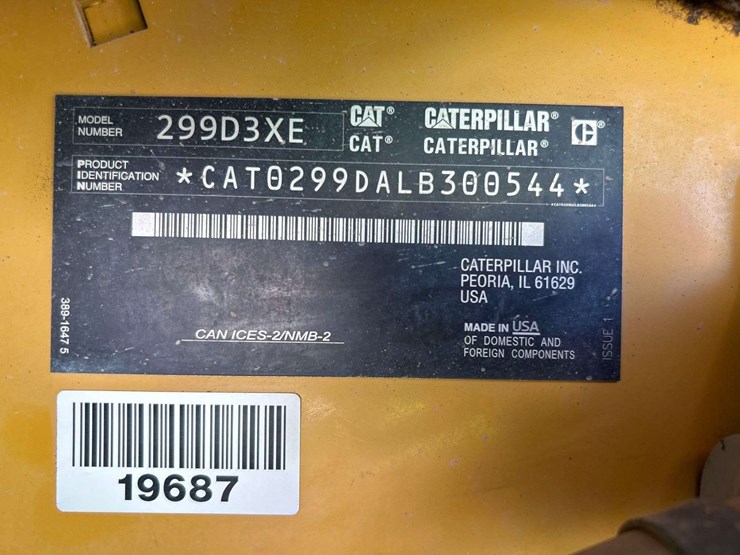 MODEL NUMBER 299D3XE
CAT® CATERPILLAR®
CAT® CATERPILLAR®
PRODUCT IDENTIFICATION NUMBER *CAT0299DALB300544*
CATERPILLAR INC.
PEORIA, IL 61629
USA
CAN ICES-2/NMB-2
MADE IN USA
OF DOMESTIC AND
FOREIGN COMPONENTS
389-1647 5
ISSUE 1
19687